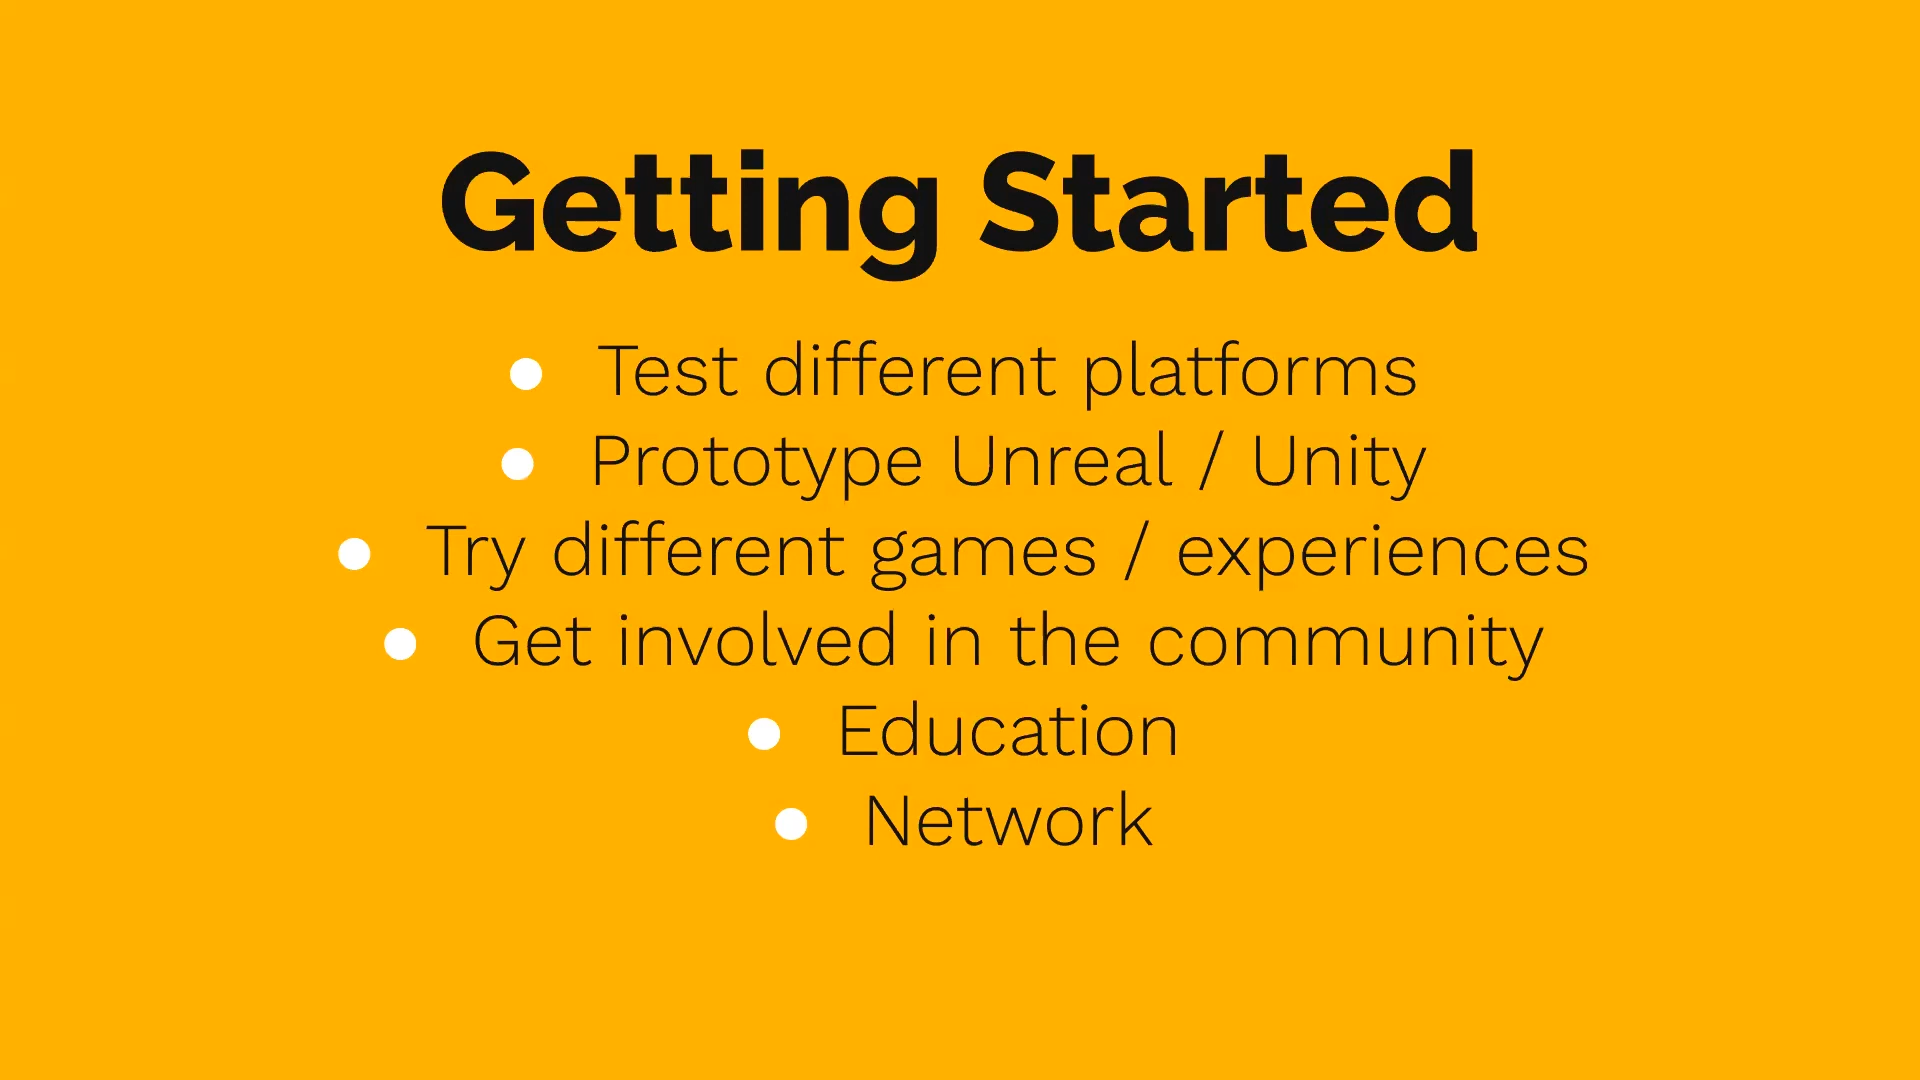 Getting Started
● Test different platforms
● Prototype Unreal / Unity
● Try different games / experiences
● Get involved in the community
● Education
● Network